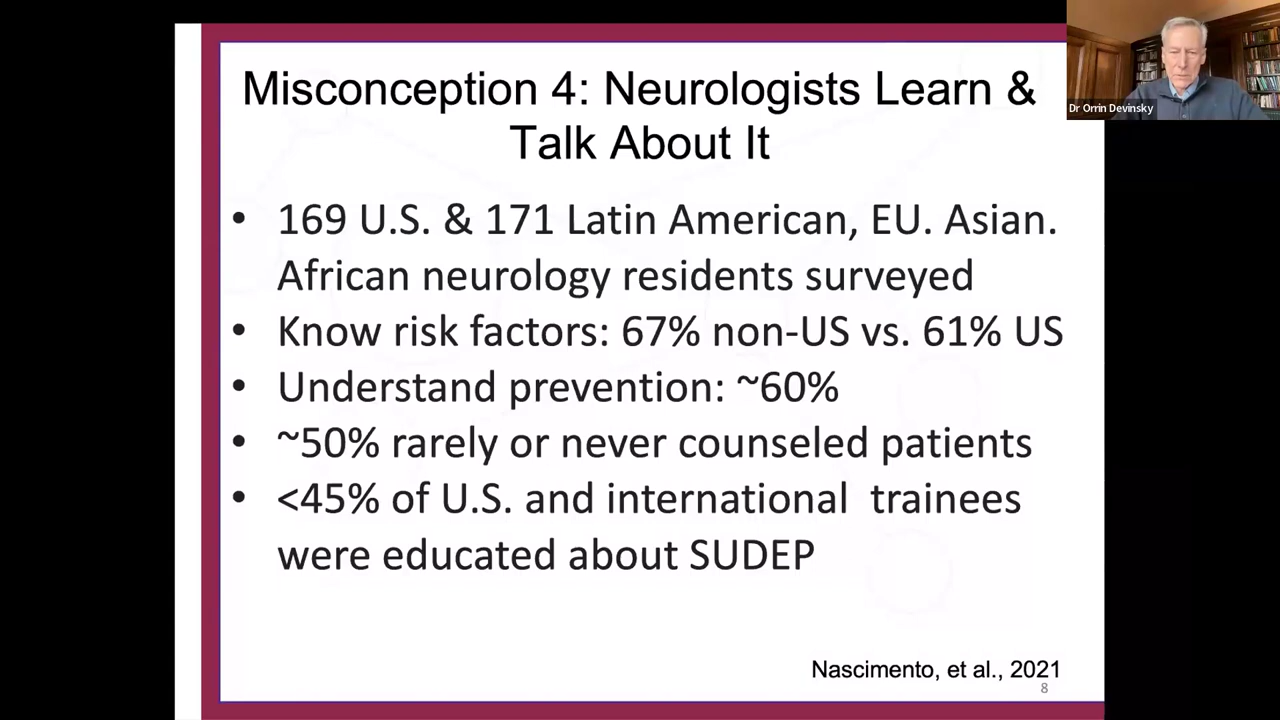 Misconception 4: Neurologists Learn &
Talk About It
• 169 U.S. & 171 Latin American, EU. Asian.
African neurology residents surveyed
• Know risk factors: 67% non-US vs. 61% US
• Understand prevention: ~60%
• ~50% rarely or never counseled patients
• <45% of U.S. and international  trainees
were educated about SUDEP
Nascimento, et al., 2021
8
Dr Orrin Devinsky